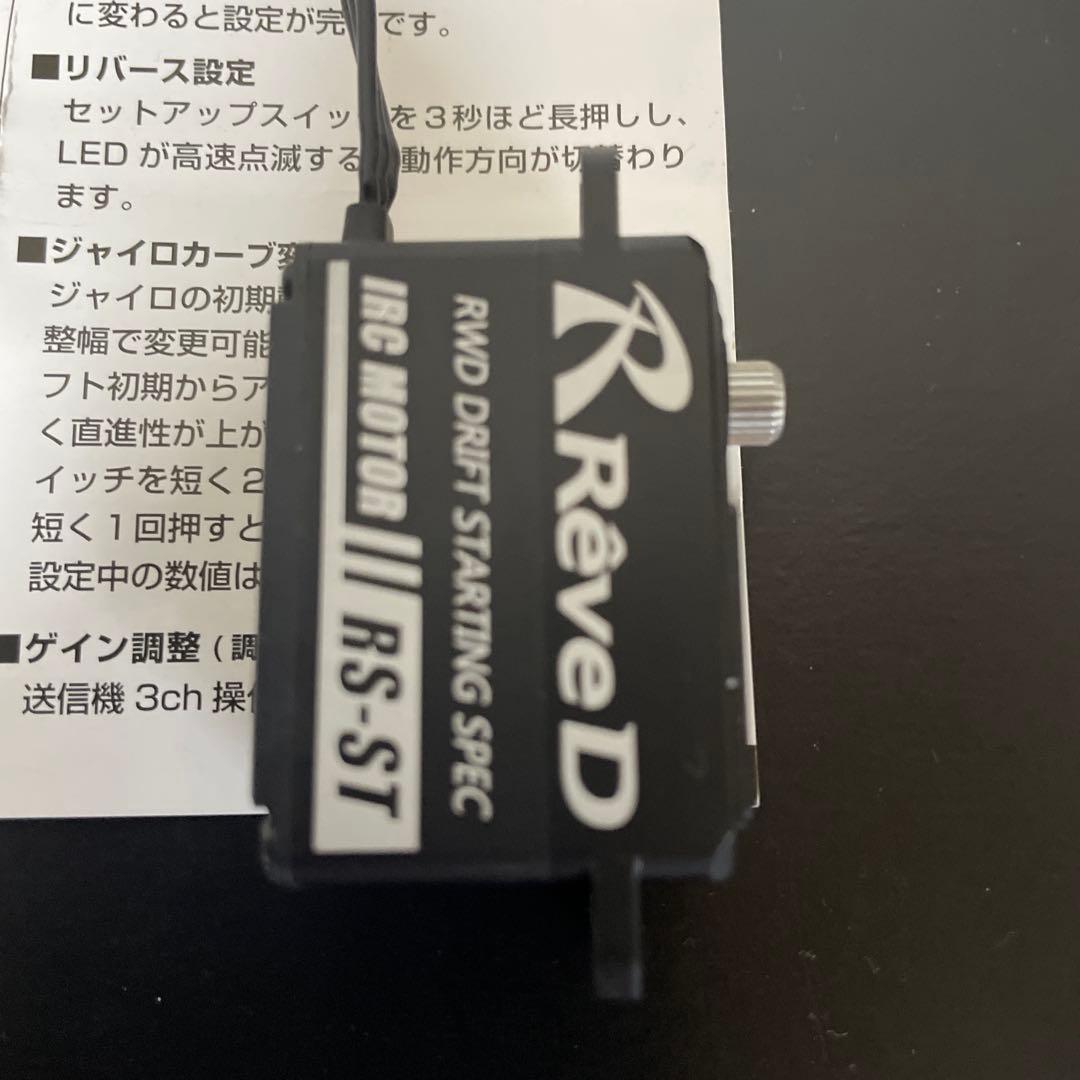 に変わると設定が完 です。
■リバース設定
セットアップスイッ を3秒ほど長押しし、
LED が高速点滅する 動作方向が切替わり
ます。
■ジャイロカーブ変
ジャイロの初期
整幅で変更可能
フト初期からア
く直進性が上が
イッチを短く2
短く1回押すと
設定中の数値は
■ゲイン調整(調
送信機 3ch 操作
R RêveD
RWD DRIFT STARTING SPEC
IRC MOTOR RS-ST